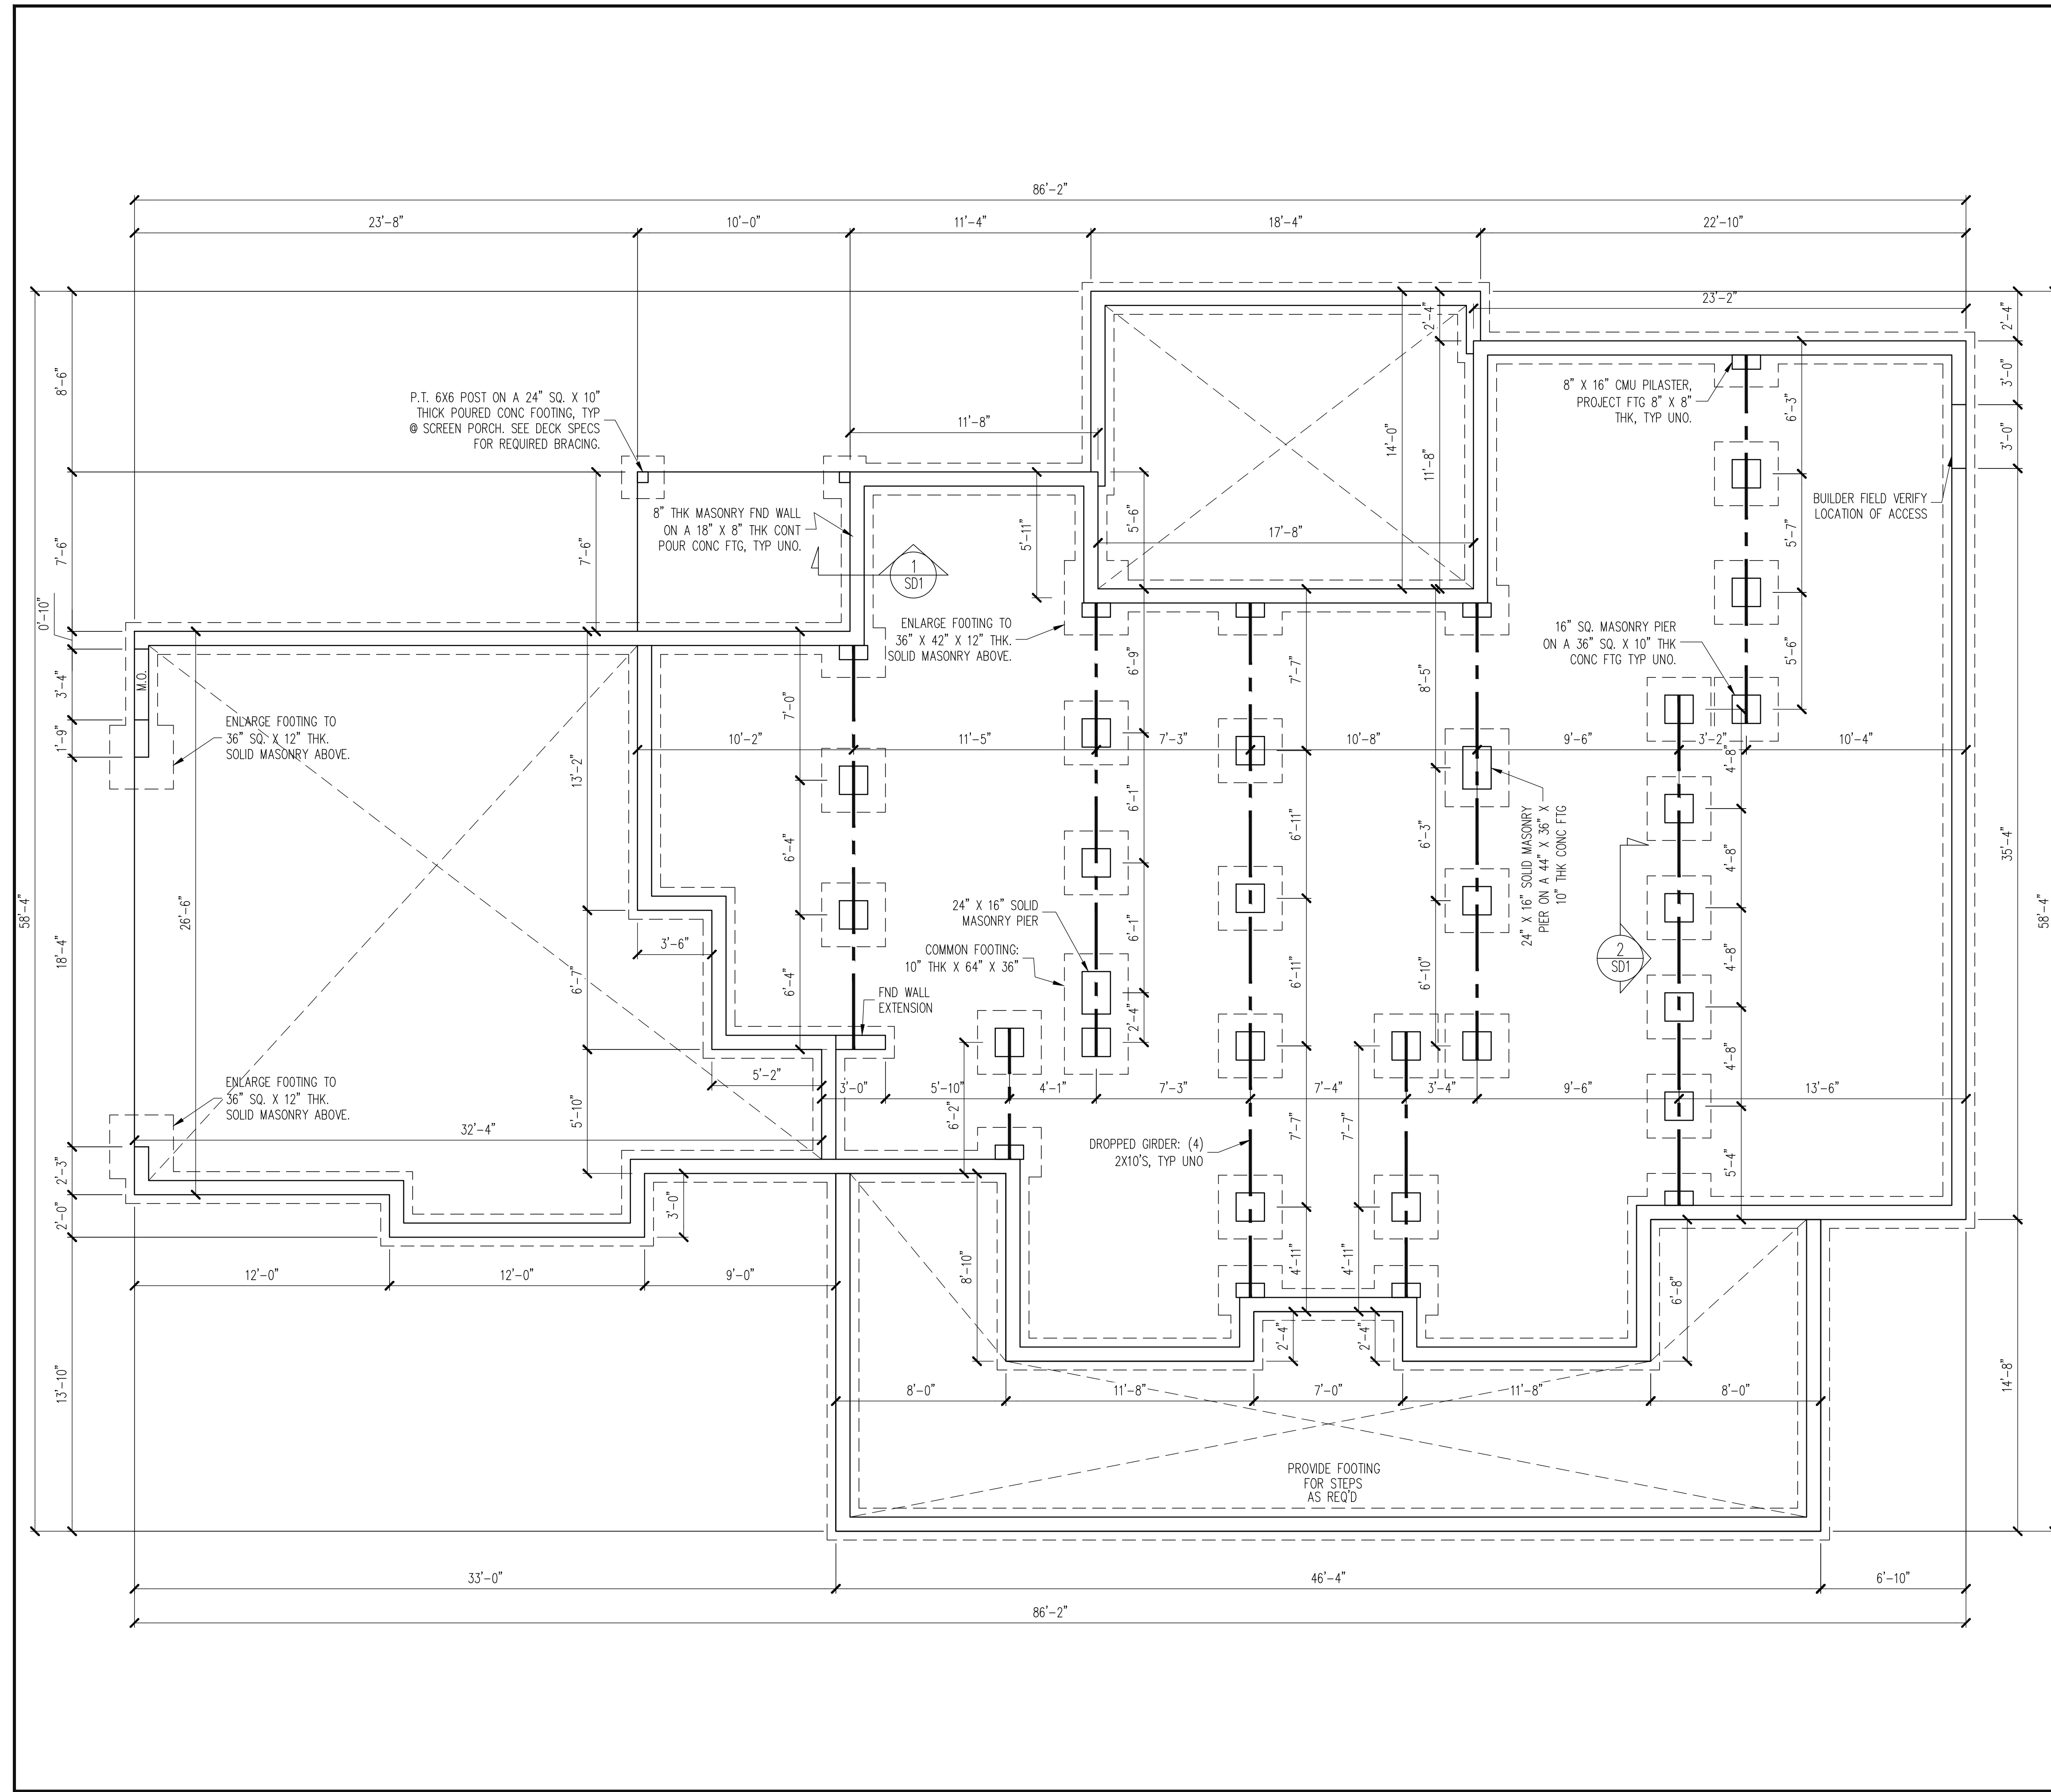 86'-2"
23'-8"
10'-0"
11'-4"
18'-4"
22'-10"
23'-2"
2'-4"
2'-4"
8'-6"
3'-0"
3'-0"
P.T. 6X6 POST ON A 24" SQ. X 10"
THICK POURED CONC FOOTING, TYP
@ SCREEN PORCH. SEE DECK SPECS
FOR REQUIRED BRACING.
8" X 16" CMU PILASTER,
PROJECT FTG 8" X 8"
THK, TYP UNO.
6'-3"
11'-8"
14'-0"
11'-8"
BUILDER FIELD VERIFY
LOCATION OF ACCESS
8" THK MASONRY FND WALL
ON A 18" X 8" THK CONT
POUR CONC FTG, TYP UNO.
5'-11"
5'-6"
17'-8"
5'-7"
7'-6"
7'-6"
1
SD1
0'-10"
ENLARGE FOOTING TO
36" X 42" X 12" THK.
SOLID MASONRY ABOVE.
16" SQ. MASONRY PIER
ON A 36" SQ. X 10" THK
CONC FTG TYP UNO.
5'-6"
6'-9"
7'-7"
8'-5"
3'-4"
M.O.
7'-0"
1'-9"
ENLARGE FOOTING TO
36" SQ. X 12" THK.
SOLID MASONRY ABOVE.
10'-2"
11'-5"
7'-3"
10'-8"
9'-6"
3'-2"
10'-4"
4'-8"
13'-2"
6'-1"
6'-11"
6'-3"
24" X 16" SOLID MASONRY
PIER ON A 44" X 36" X
10" THK CONC FTG
4'-8"
35'-4"
6'-4"
58'-4"
18'-4"
26'-6"
24" X 16" SOLID
MASONRY PIER
6'-1"
58'-4"
3'-6"
COMMON FOOTING:
10" THK X 64" X 36"
2
SD1
4'-8"
6'-7"
6'-4"
6'-11"
6'-10"
FND WALL
EXTENSION
2'-4"
4'-8"
5'-2"
3'-0"
5'-10"
4'-1"
7'-3"
7'-4"
3'-4"
9'-6"
13'-6"
ENLARGE FOOTING TO
36" SQ. X 12" THK.
SOLID MASONRY ABOVE.
5'-10"
6'-2"
32'-4"
7'-7"
7'-7"
DROPPED GIRDER: (4)
2X10'S, TYP UNO
5'-4"
2'-3"
3'-0"
2'-0"
8'-10"
4'-11"
4'-11"
6'-8"
12'-0"
12'-0"
9'-0"
2'-4"
2'-4"
13'-10"
14'-8"
8'-0"
11'-8"
7'-0"
11'-8"
8'-0"
PROVIDE FOOTING
FOR STEPS
AS REQ'D
33'-0"
46'-4"
6'-10"
86'-2"